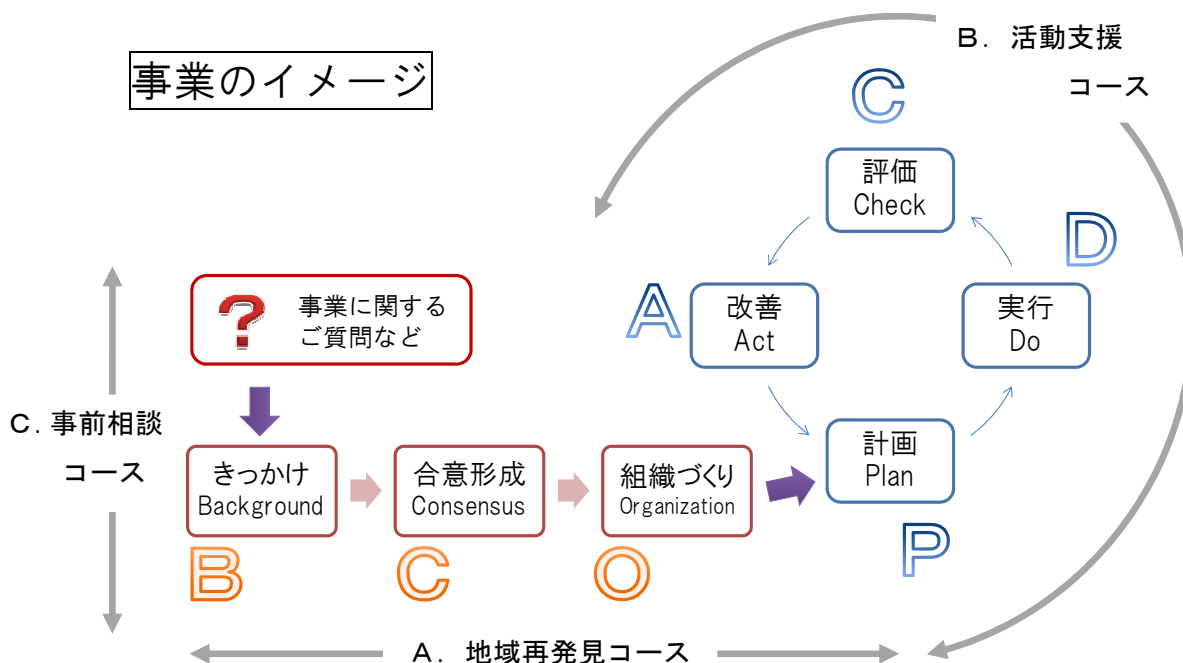 事業のイメージ
B．活動支援
コース
C
評価
Check
D
A
改善
Act
実行
Do
?
事業に関する
ご質問など
C．事前相談
コース
きっかけ
Background
合意形成
Consensus
組織づくり
Organization
計画
Plan
B
C
O
P
A．地域再発見コース